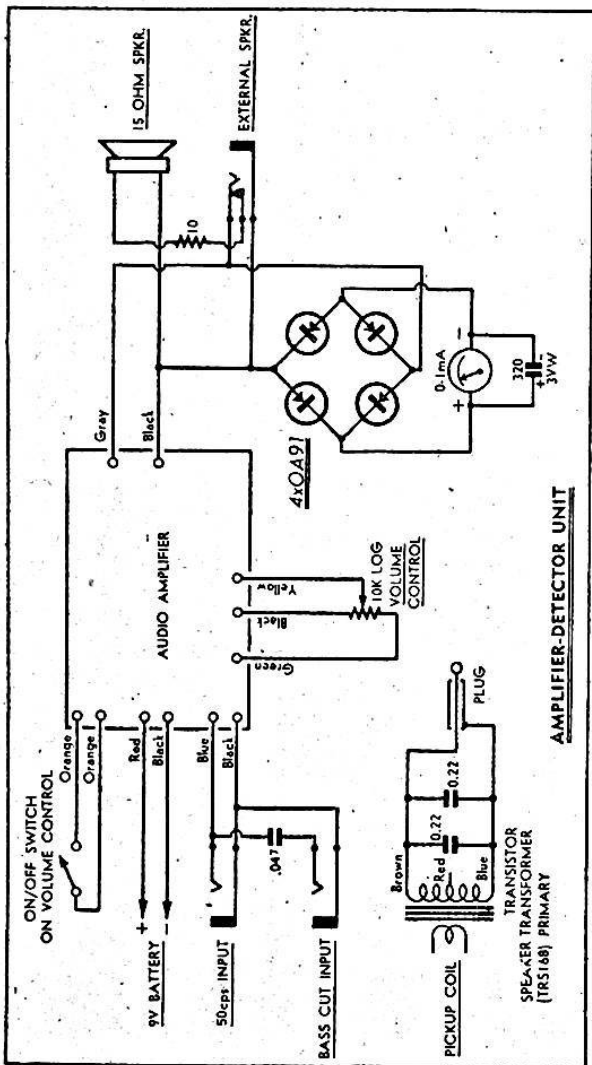 ON/OFF SWITCH
ON VOLUME CONTROL
Orange
Orange
9V BATTERY
+
-
Red
Black
50cps INPUT
Blue
Black
.047
BASS CUT INPUT
AUDIO AMPLIFIER
Gray
Black
15 OHM SPKR.
10
EXTERNAL SPKR.
Green
Black
Yellow
10K LOG
VOLUME
CONTROL
4xOA91
+
0-1mA
-
320
+
-
3VW
PICKUP COIL
Brown
Red
Blue
0.22
0.22
PLUG
TRANSISTOR
SPEAKER TRANSFORMER
(TRS168) PRIMARY
AMPLIFIER-DETECTOR UNIT